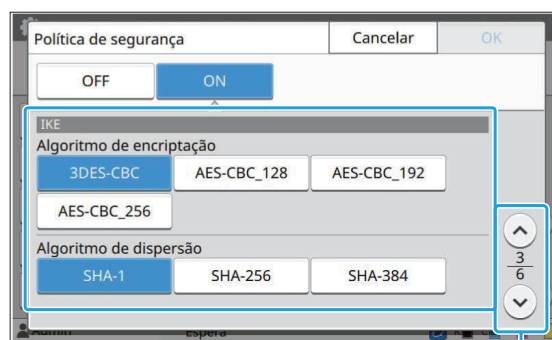 Política de segurança Cancelar OK
OFF ON
IKE
Algoritmo de encriptação
3DES-CBC AES-CBC_128 AES-CBC_192
AES-CBC_256
Algoritmo de dispersão
SHA-1 SHA-256 SHA-384
3
6
Admin Espera